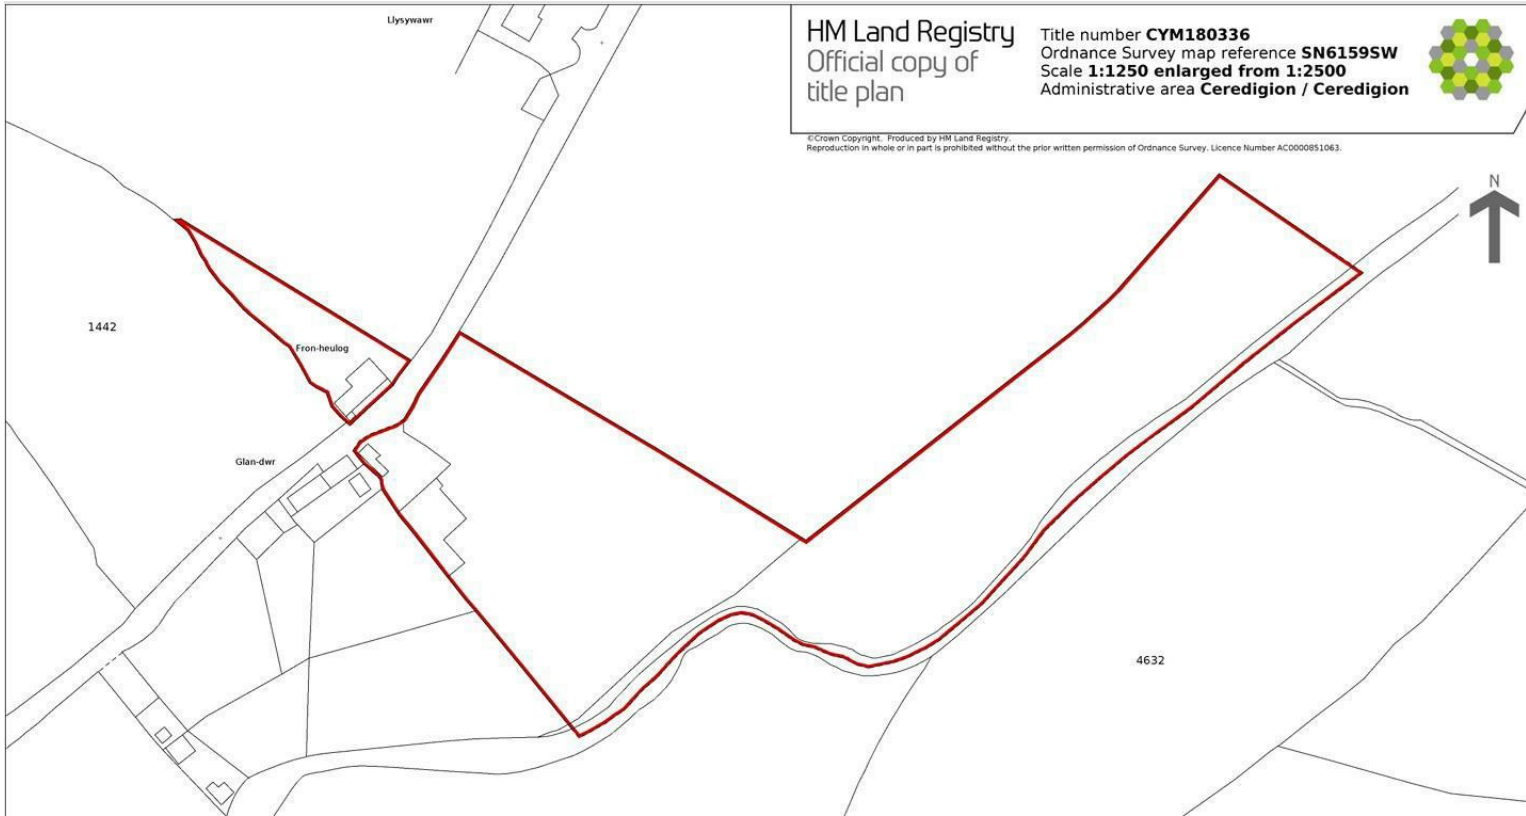 Llysywawr
HM Land Registry
Official copy of
title plan
Title number CYM180336
Ordnance Survey map reference SN6159SW
Scale 1:1250 enlarged from 1:2500
Administrative area Ceredigion / Ceredigion
©Crown Copyright. Produced by HM Land Registry.
Reproduction in whole or in part is prohibited without the prior written permission of Ordnance Survey. Licence Number AC0000851063.
N
1442
Fron-heulog
Glan-dwr
4632